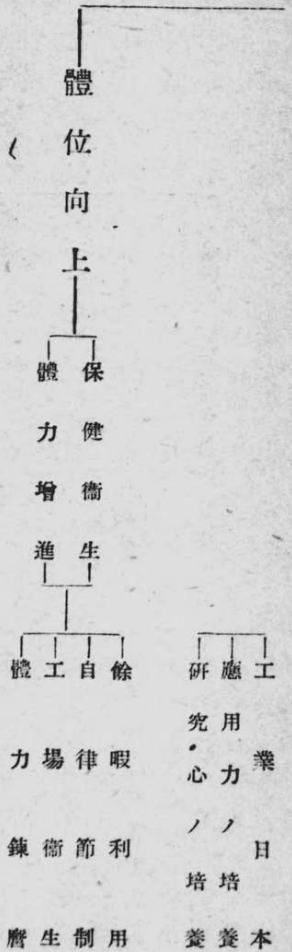 工業日本
應用力ノ培養
研究心ノ培養
體位向上
保健衞生
體力增進
餘暇利用
自律節制
工場衞生
體力鍊磨